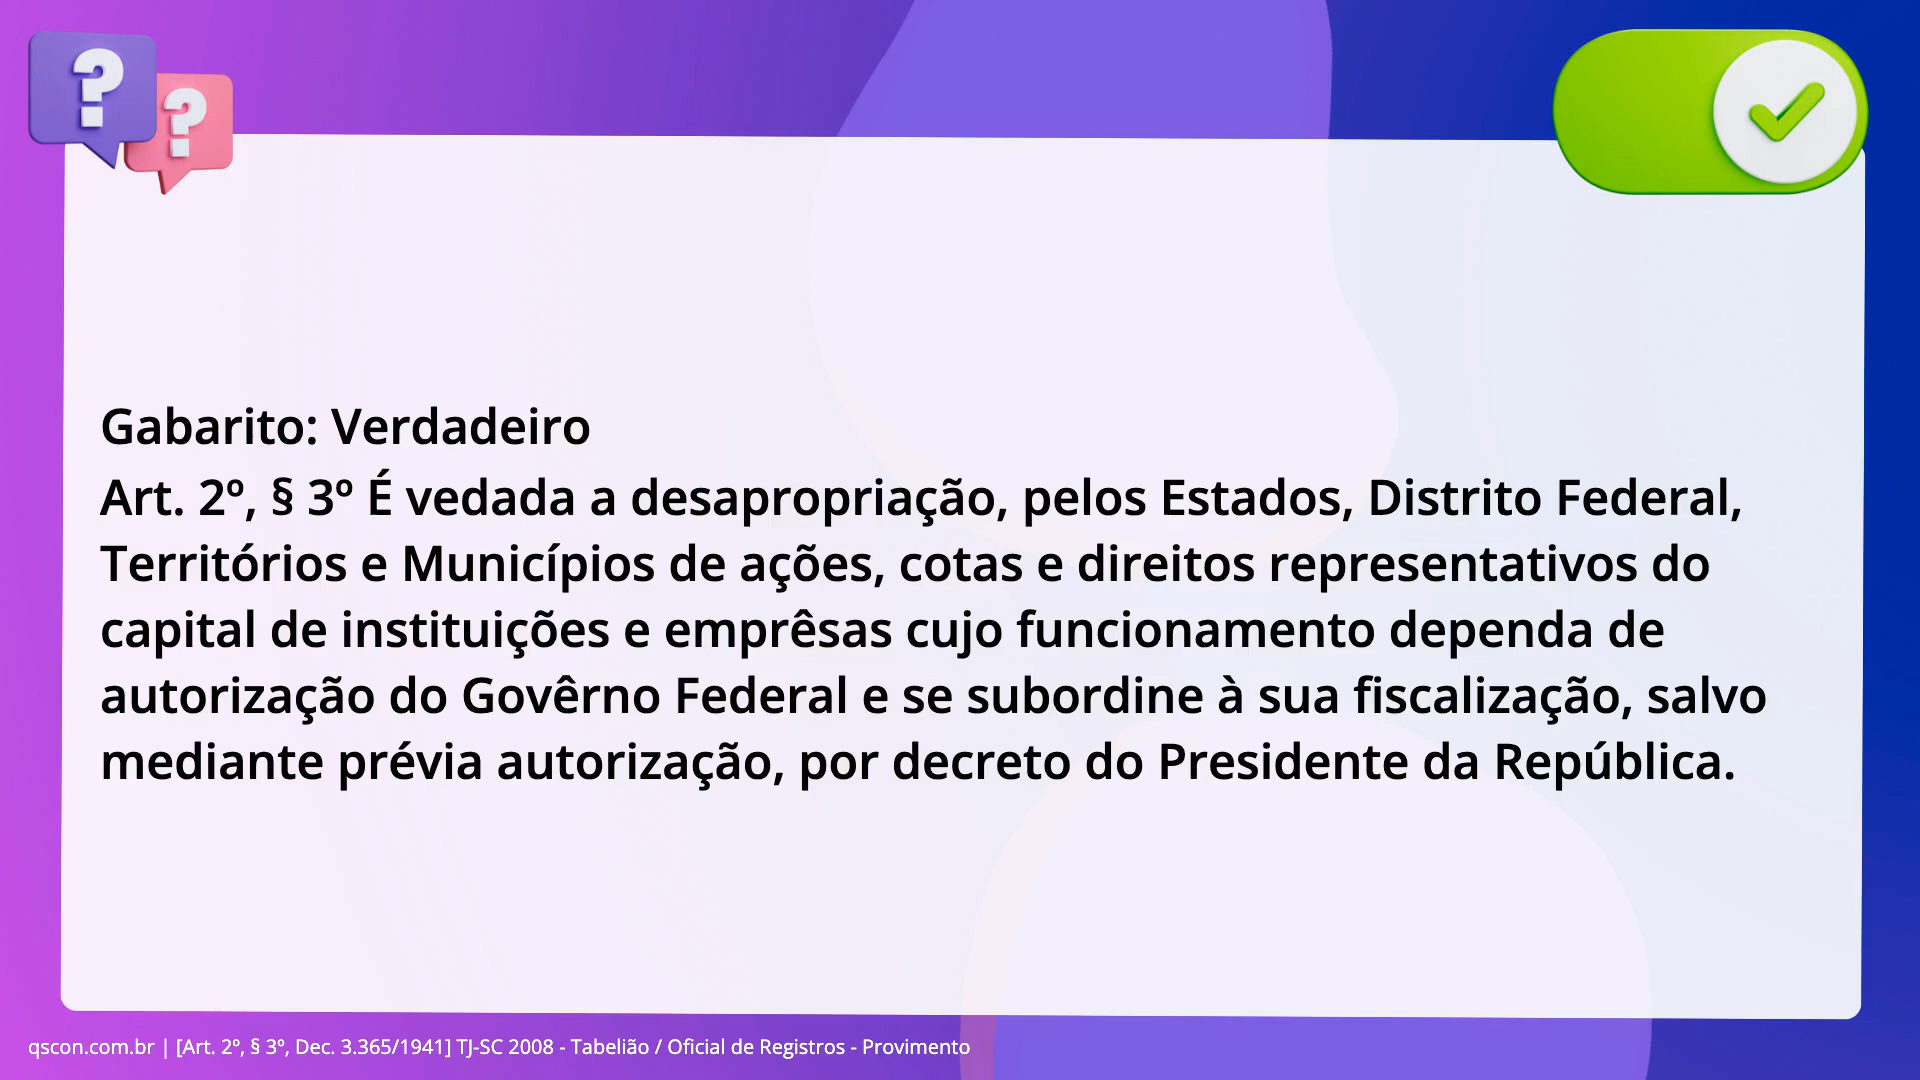 Gabarito: Verdadeiro
Art. 2º, § 3º É vedada a desapropriação, pelos Estados, Distrito Federal,
Territórios e Municípios de ações, cotas e direitos representativos do
capital de instituições e emprêsas cujo funcionamento dependa de
autorização do Govêrno Federal e se subordine à sua fiscalização, salvo
mediante prévia autorização, por decreto do Presidente da República.
qscon.com.br | [Art. 2º, § 3º, Dec. 3.365/1941] TJ-SC 2008 - Tabelião / Oficial de Registros - Provimento